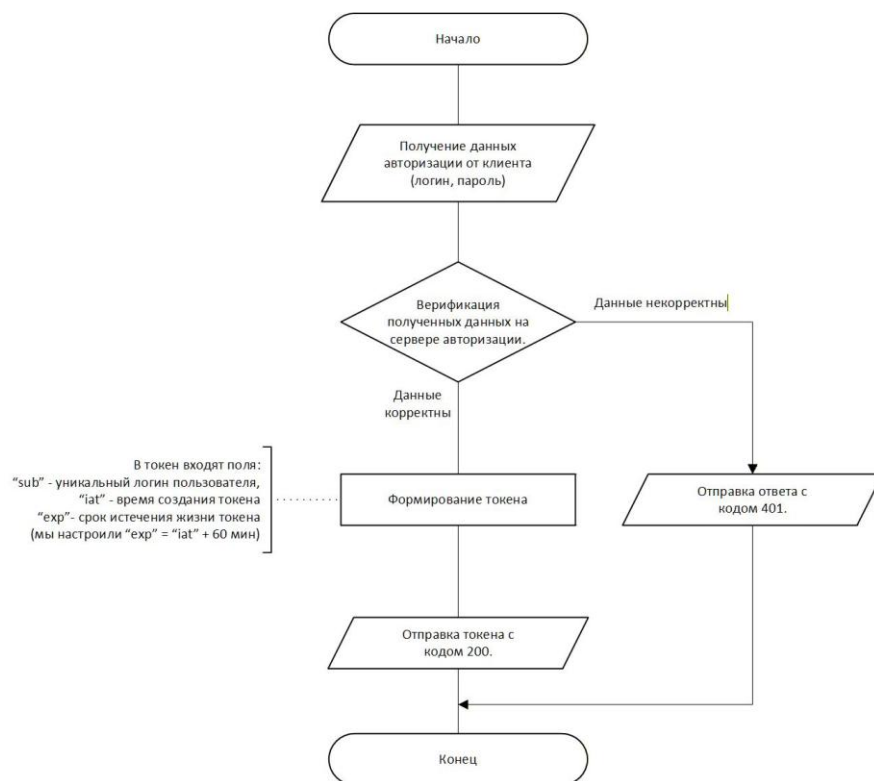 Начало
Получение данных
авторизации от клиента
(логин, пароль)
Верификация
полученных данных на
сервере авторизации.
Данные некорректны
Данные
корректны
В токен входят поля:
“sub” - уникальный логин пользователя,
“iat” - время создания токена
“exp”- срок истечения жизни токена
(мы настроили “exp” = “iat” + 60 мин)
Формирование токена
Отправка ответа с
кодом 401.
Отправка токена с
кодом 200.
Конец